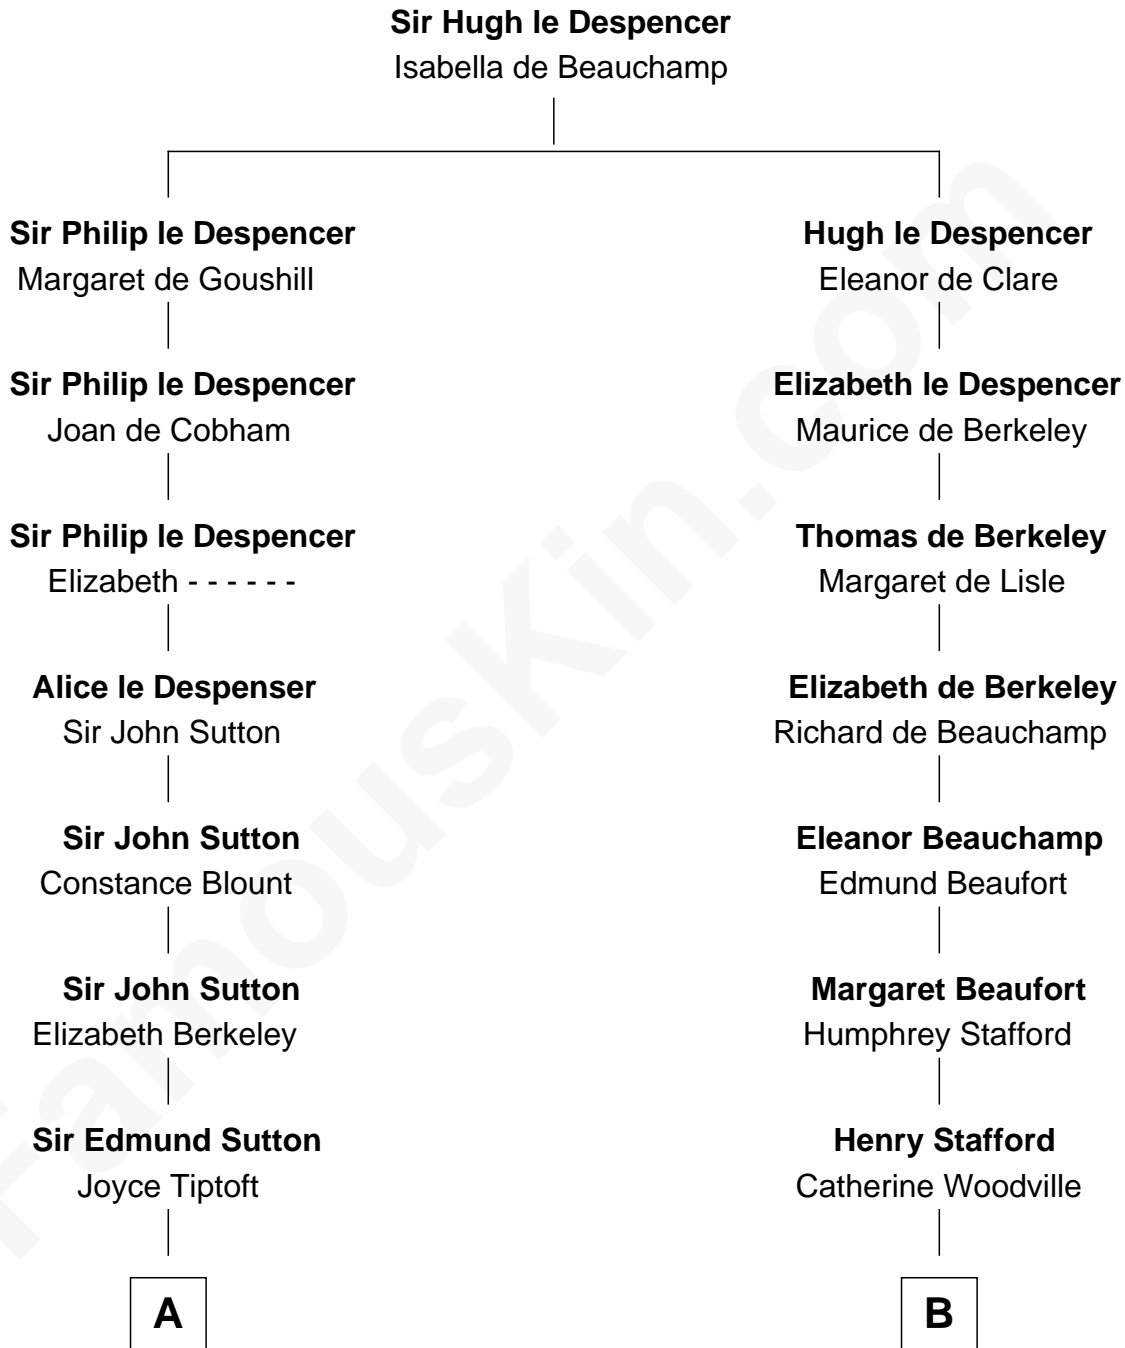 Sir Hugh le Despencer
Isabella de Beauchamp
Sir Philip le Despencer
Margaret de Goushill
Hugh le Despencer
Eleanor de Clare
Sir Philip le Despencer
Joan de Cobham
Elizabeth le Despencer
Maurice de Berkeley
Sir Philip le Despencer
Elizabeth - - - - - -
Thomas de Berkeley
Margaret de Lisle
Alice le Despenser
Sir John Sutton
Elizabeth de Berkeley
Richard de Beauchamp
Sir John Sutton
Constance Blount
Eleanor Beauchamp
Edmund Beaufort
Sir John Sutton
Elizabeth Berkeley
Margaret Beaufort
Humphrey Stafford
Sir Edmund Sutton
Joyce Tiptoft
Henry Stafford
Catherine Woodville
A
B
FamousKin.com